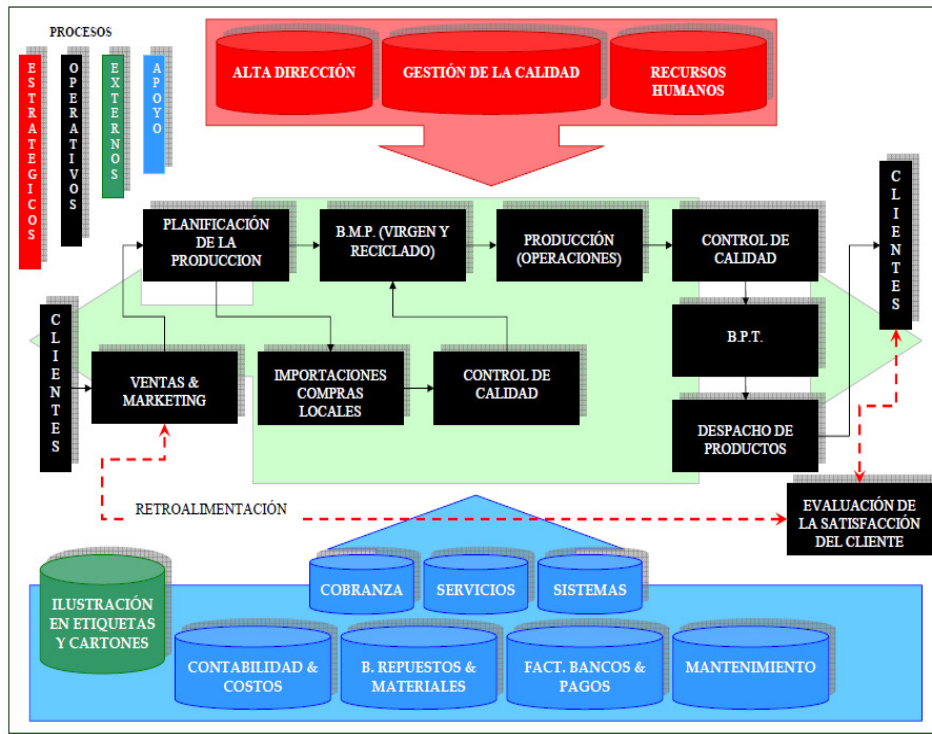 PROCESOS
ESTRATEGICOS
OPERATIVOS
EXTERNOS
APOYO
ALTA DIRECCIÓN
GESTIÓN DE LA CALIDAD
RECURSOS
HUMANOS
PLANIFICACIÓN
DE LA
PRODUCCION
B.M.P. (VIRGEN Y
RECICLADO)
PRODUCCIÓN
(OPERACIONES)
CONTROL DE
CALIDAD
CLIENTES
CLIENTES
VENTAS &
MARKETING
IMPORTACIONES
COMPRAS
LOCALES
CONTROL DE
CALIDAD
B.P.T.
DESPACHO DE
PRODUCTOS
RETROALIMENTACIÓN
EVALUACIÓN DE
LA SATISFACCIÓN
DEL CLIENTE
ILUSTRACIÓN
EN ETIQUETAS
Y CARTONES
COBRANZA
SERVICIOS
SISTEMAS
CONTABILIDAD &
COSTOS
B. REPUESTOS &
MATERIALES
FACT. BANCOS &
PAGOS
MANTENIMIENTO